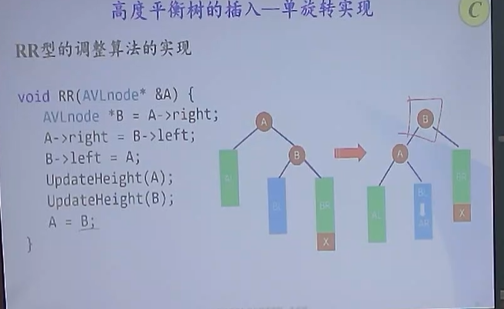 高度平衡树的插入—单旋转实现
C
RR型的调整算法的实现
void RR(AVLnode* &A) {
AVLnode *B = A->right;
A->right = B->left;
B->left = A;
UpdateHeight(A);
UpdateHeight(B);
A = B;
}
A
B
X
B
A
X